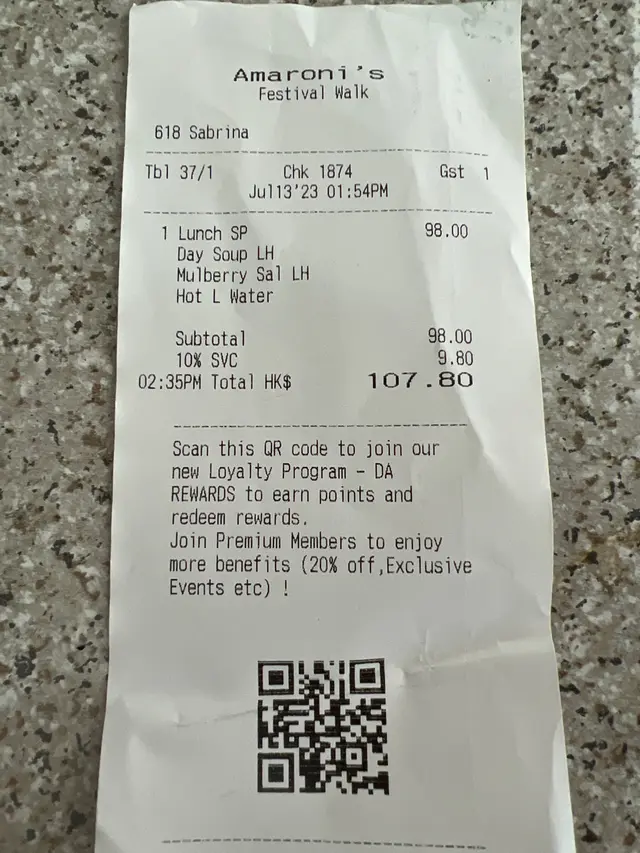 Amaroni's
Festival Walk
618 Sabrina
Tbl 37/1 Chk 1874 Gst 1
Jul13'23 01:54PM
1 Lunch SP 98.00
Day Soup LH
Mulberry Sal LH
Hot L Water
Subtotal 98.00
10% SVC 9.80
02:35PM Total HK$ 107.80
Scan this QR code to join our
new Loyalty Program - DA
REWARDS to earn points and
redeem rewards.
Join Premium Members to enjoy
more benefits (20% off,Exclusive
Events etc) !